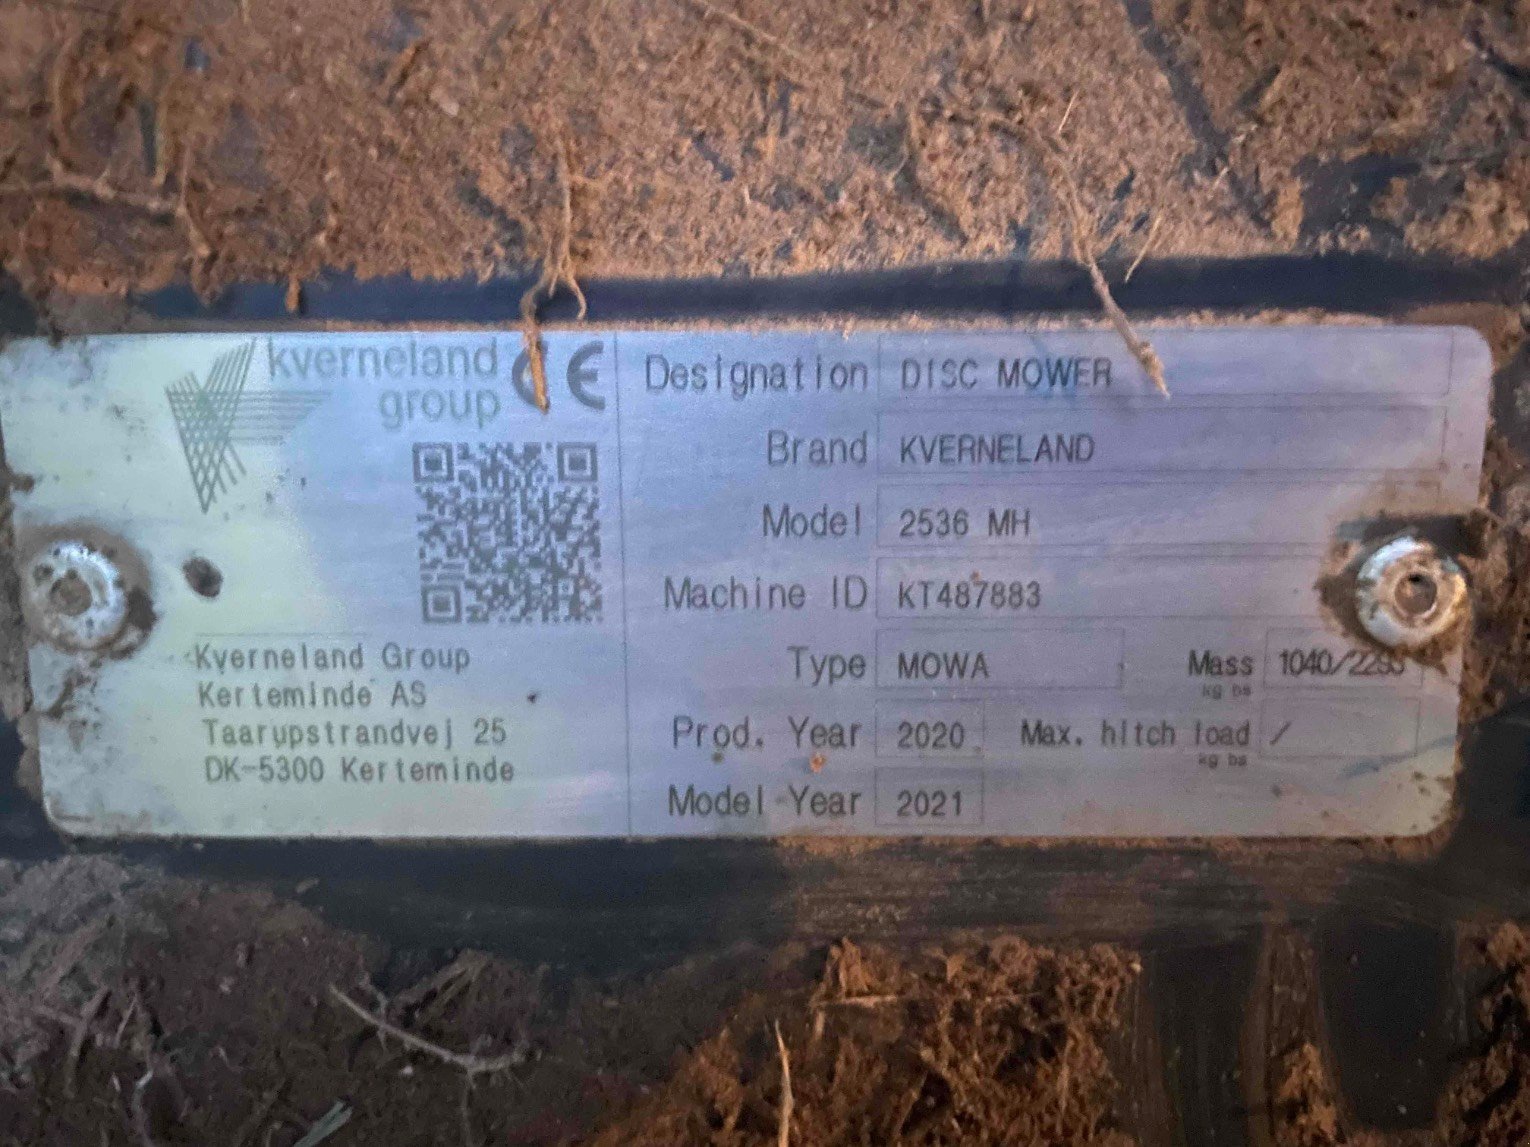 kverneland
group
CE
Kverneland Group
Kerteminde AS
Taarupstrandvej 25
DK-5300 Kerteminde
Designation DISC MOWER
Brand KVERNELAND
Model 2536 MH
Machine ID KT487883
Type MOWA Mass 1040/2293
kg lbs
Prod. Year 2020 Max. hitch load /
kg lbs
Model Year 2021